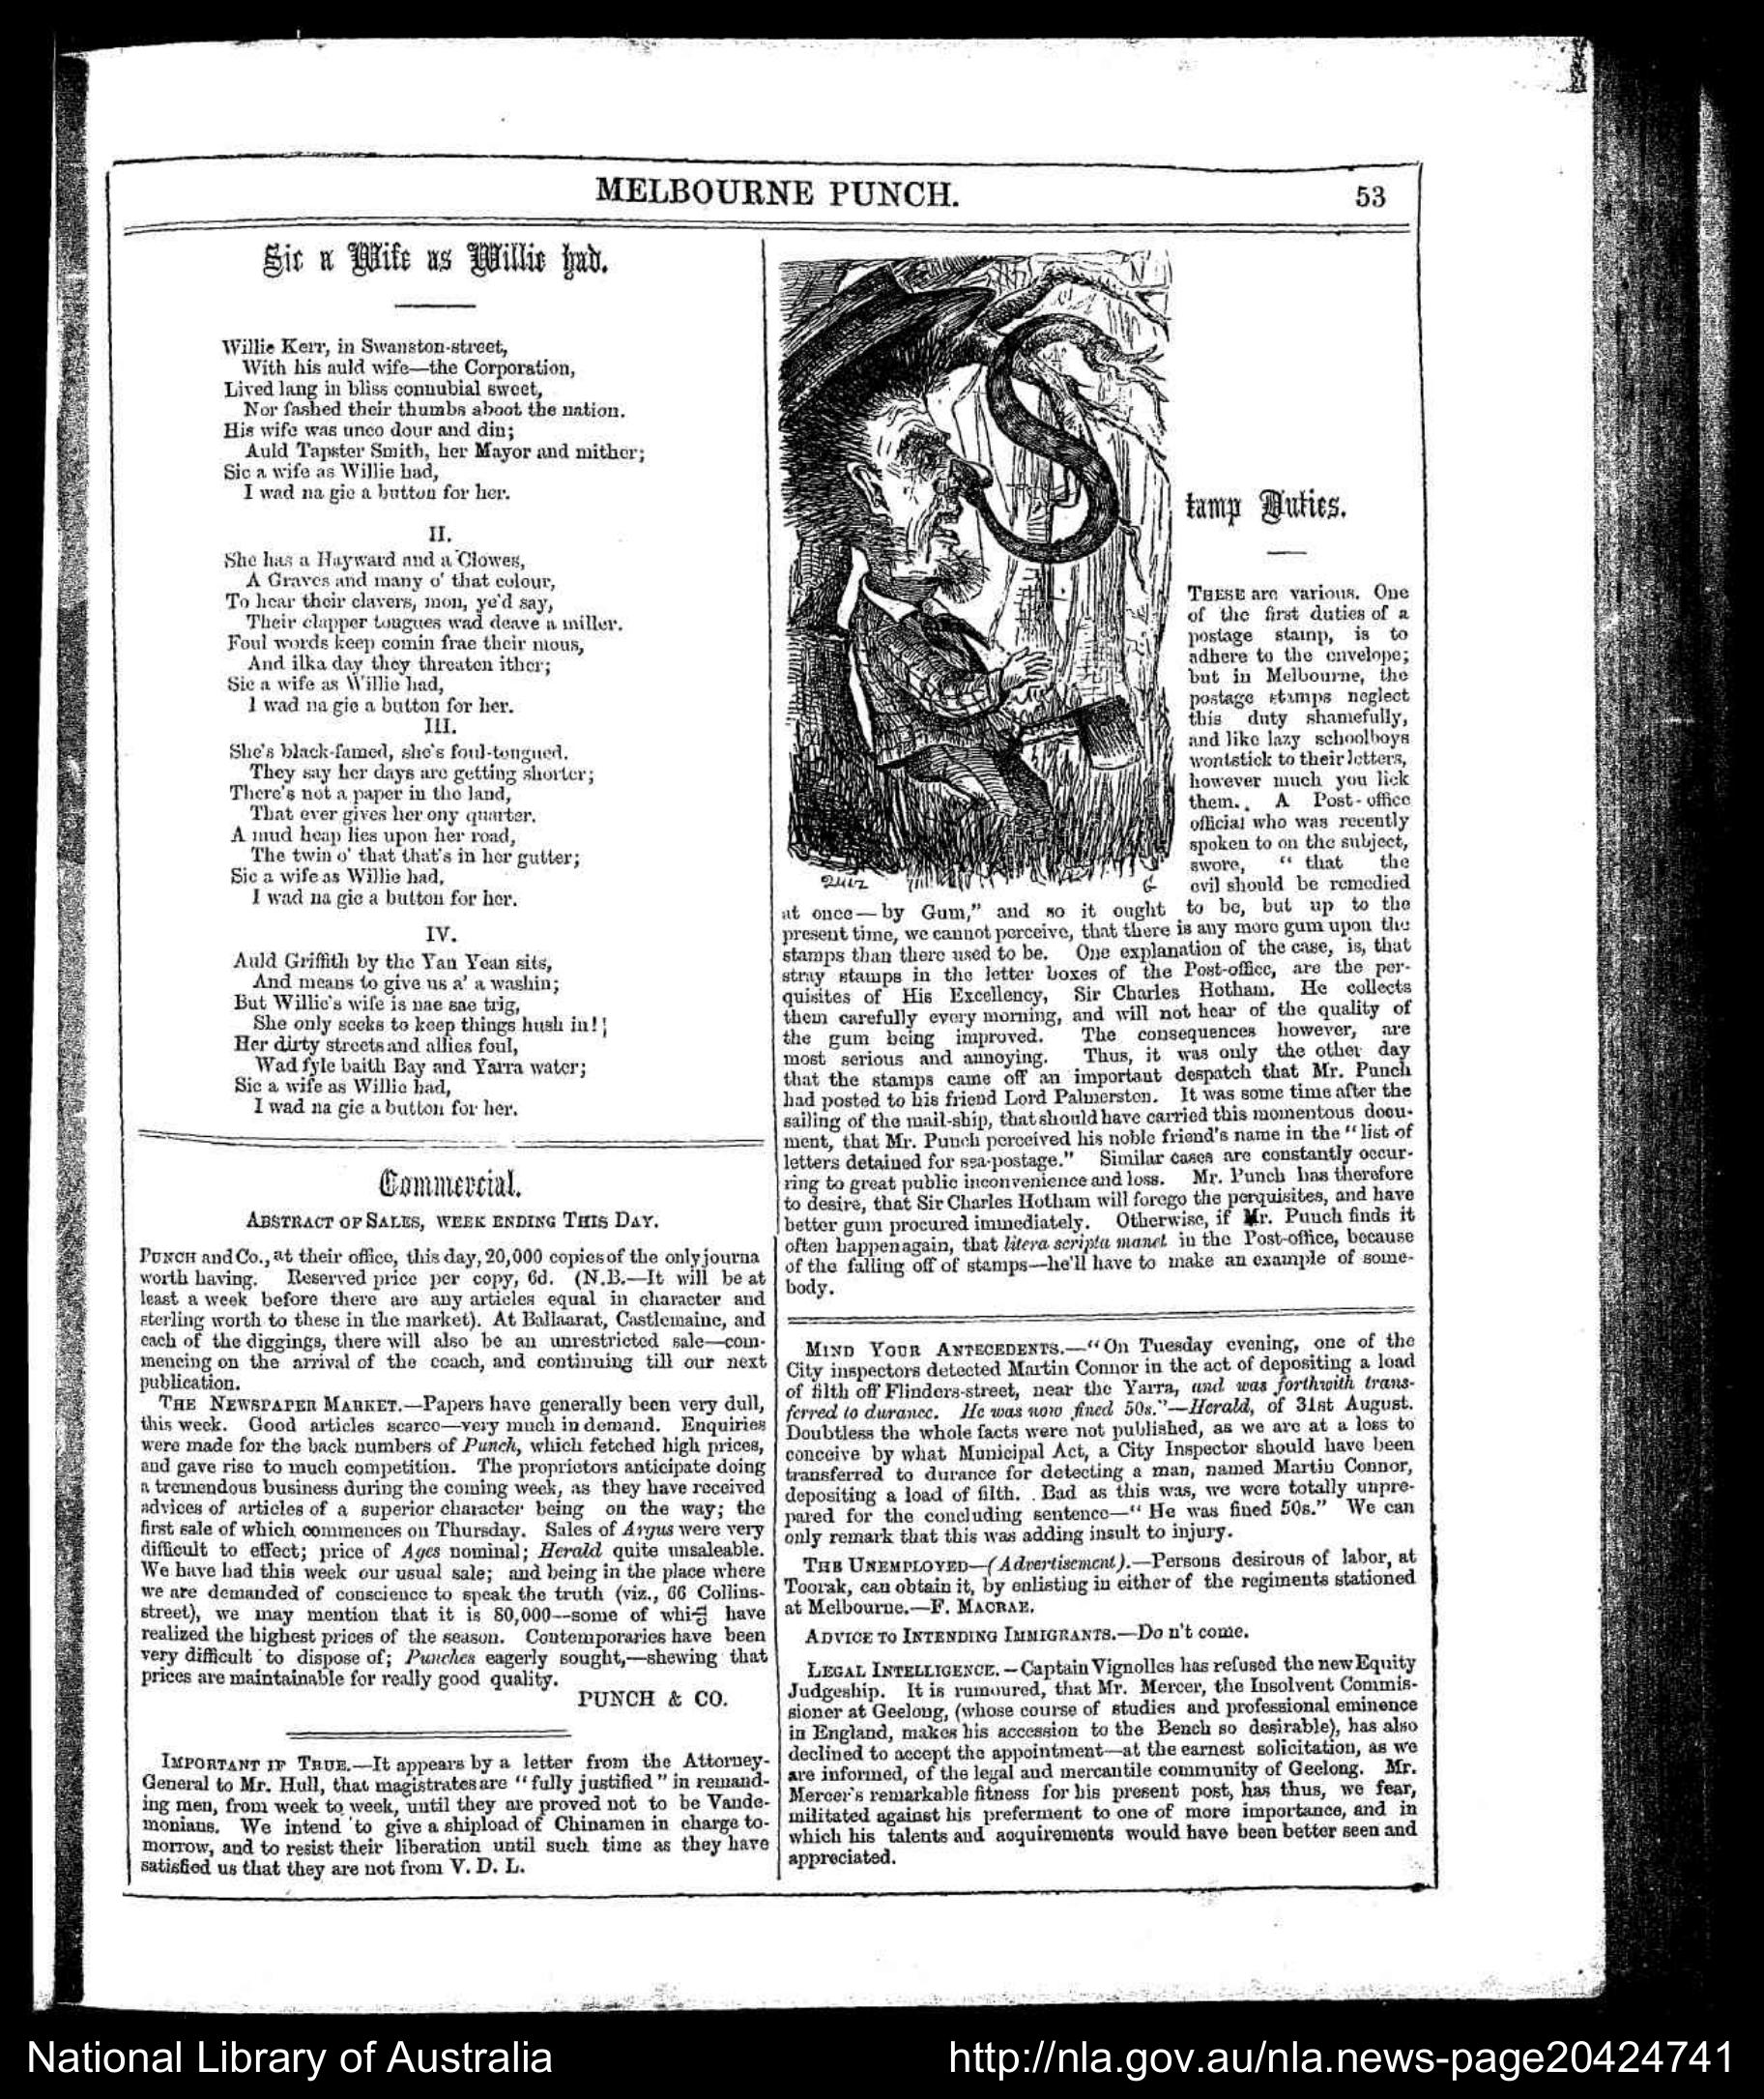 MELBOURNE PUNCH.
53
Sic a Wife as Willie had.
Willie Kerr, in Swanston-street,
With his auld wife—the Corporation,
Lived lang in bliss connubial sweet,
Nor fashed their thumbs aboot the nation.
His wife was unco dour and din;
Auld Tapster Smith, her Mayor and mither;
Sic a wife as Willie had,
I wad na gie a button for her.
II.
She has a Hayward and a Clowes,
A Graves and many o' that colour,
To hear their clavers, mon, ye'd say,
Their clapper tongues wad deave a miller.
Foul words keep comin frae their mous,
And ilka day they threaten ither;
Sic a wife as Willie had,
I wad na gie a button for her.
III.
She's black-famed, she's foul-tongued.
They say her days are getting shorter;
There's not a paper in the land,
That ever gives her ony quarter.
A mud heap lies upon her road,
The twin o' that that's in her gutter;
Sic a wife as Willie had,
I wad na gie a button for her.
IV.
Auld Griffith by the Yan Yean sits,
And means to give us a' a washin;
But Willie's wife is nae sae trig,
She only seeks to keep things hush in!!
Her dirty streets and allies foul,
Wad fyle baith Bay and Yarra water;
Sic a wife as Willie had,
I wad na gie a button for her.
Commercial.
ABSTRACT OF SALES, WEEK ENDING THIS DAY.
PUNCH and Co., at their office, this day, 20,000 copies of the only journa
worth having. Reserved price per copy, 6d. (N.B.—It will be at
least a week before there are any articles equal in character and
sterling worth to these in the market). At Ballaarat, Castlemaine, and
each of the diggings, there will also be an unrestricted sale—com-
mencing on the arrival of the coach, and continuing till our next
publication.
THE NEWSPAPER MARKET.—Papers have generally been very dull,
this week. Good articles scarce—very much in demand. Enquiries
were made for the back numbers of Punch, which fetched high prices,
and gave rise to much competition. The proprietors anticipate doing
a tremendous business during the coming week, as they have received
advices of articles of a superior character being on the way; the
first sale of which commences on Thursday. Sales of Argus were very
difficult to effect; price of Ages nominal; Herald quite unsaleable.
We have had this week our usual sale; and being in the place where
we are demanded of conscience to speak the truth (viz., 66 Collins-
street), we may mention that it is 80,000—some of which have
realized the highest prices of the season. Contemporaries have been
very difficult to dispose of; Punches eagerly sought,—shewing that
prices are maintainable for really good quality.
PUNCH & CO.
IMPORTANT IF TRUE.—It appears by a letter from the Attorney-
General to Mr. Hull, that magistrates are "fully justified" in remand-
ing men, from week to week, until they are proved not to be Vande-
monians. We intend to give a shipload of Chinamen in charge to-
morrow, and to resist their liberation until such time as they have
satisfied us that they are not from V. D. L.
tamp Duties.
THESE are various. One
of the first duties of a
postage stamp, is to
adhere to the envelope;
but in Melbourne, the
postage stamps neglect
this duty shamefully,
and like lazy schoolboys
wontstick to their letters,
however much you lick
them. A Post-office
official who was recently
spoken to on the subject,
swore, "that the
evil should be remedied
at once—by Gum," and so it ought to be, but up to the
present time, we cannot perceive, that there is any more gum upon the
stamps than there used to be. One explanation of the case, is, that
stray stamps in the letter boxes of the Post-office, are the per-
quisites of His Excellency, Sir Charles Hotham. He collects
them carefully every morning, and will not hear of the quality of
the gum being improved. The consequences however, are
most serious and annoying. Thus, it was only the other day
that the stamps came off an important despatch that Mr. Punch
had posted to his friend Lord Palmerston. It was some time after the
sailing of the mail-ship, that should have carried this momentous docu-
ment, that Mr. Punch perceived his noble friend's name in the "list of
letters detained for sea-postage." Similar cases are constantly occur-
ring to great public inconvenience and loss. Mr. Punch has therefore
to desire, that Sir Charles Hotham will forego the perquisites, and have
better gum procured immediately. Otherwise, if Mr. Punch finds it
often happen again, that litera scripta manet in the Post-office, because
of the falling off of stamps—he'll have to make an example of some-
body.
MIND YOUR ANTECEDENTS.—"On Tuesday evening, one of the
City inspectors detected Martin Connor in the act of depositing a load
of filth off Flinders-street, near the Yarra, and was forthwith trans-
ferred to durance. He was now fined 50s."—Herald, of 31st August.
Doubtless the whole facts were not published, as we are at a loss to
conceive by what Municipal Act, a City Inspector should have been
transferred to durance for detecting a man, named Martin Connor,
depositing a load of filth. Bad as this was, we were totally unpre-
pared for the concluding sentence—"He was fined 50s." We can
only remark that this was adding insult to injury.
THE UNEMPLOYED—(Advertisement).—Persons desirous of labor, at
Toorak, can obtain it, by enlisting in either of the regiments stationed
at Melbourne.—F. MACRAE.
ADVICE TO INTENDING IMMIGRANTS.—Do n't come.
LEGAL INTELLIGENCE.—Captain Vignolles has refused the new Equity
Judgeship. It is rumoured, that Mr. Mercer, the Insolvent Commis-
sioner at Geelong, (whose course of studies and professional eminence
in England, makes his accession to the Bench so desirable), has also
declined to accept the appointment—at the earnest solicitation, as we
are informed, of the legal and mercantile community of Geelong. Mr.
Mercer's remarkable fitness for his present post, has thus, we fear,
militated against his preferment to one of more importance, and in
which his talents and acquirements would have been better seen and
appreciated.
National Library of Australia
http://nla.gov.au/nla.news-page20424741